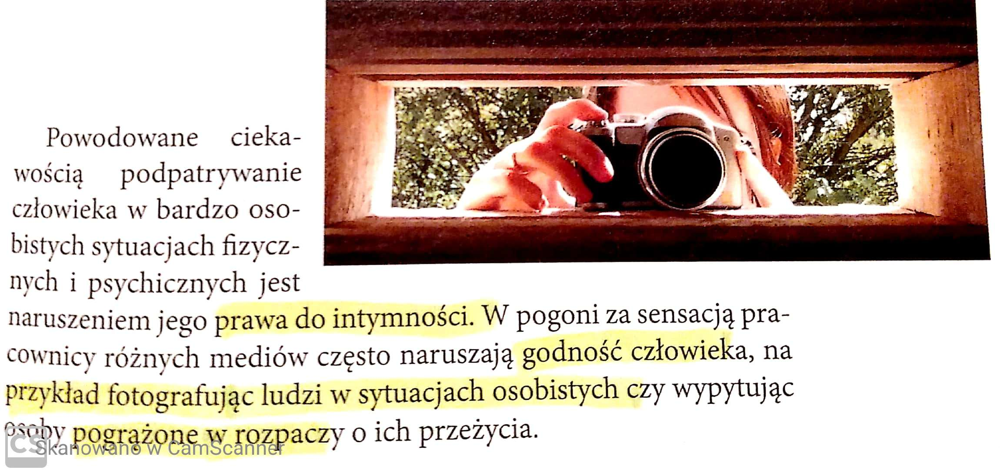 Powodowane cieka-
wością podpatrywanie
człowieka w bardzo oso-
bistych sytuacjach fizycz-
nych i psychicznych jest
naruszeniem jego prawa do intymności. W pogoni za sensacją pra-
cownicy różnych mediów często naruszają godność człowieka, na
przykład fotografując ludzi w sytuacjach osobistych czy wypytując
osoby pogrążone w rozpaczy o ich przeżycia.
CS Skanowano w CamScanner